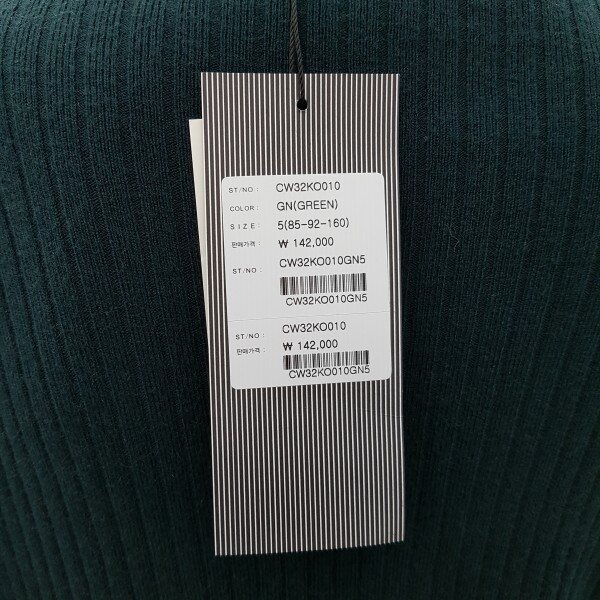 ST/NO : CW32KO010
COLOR : GN(GREEN)
SIZE : 5(85-92-160)
판매가격 : ₩ 142,000
ST/NO : CW32KO010GN5
CW32KO010GN5
ST/NO : CW32KO010
판매가격 : ₩ 142,000
CW32KO010GN5